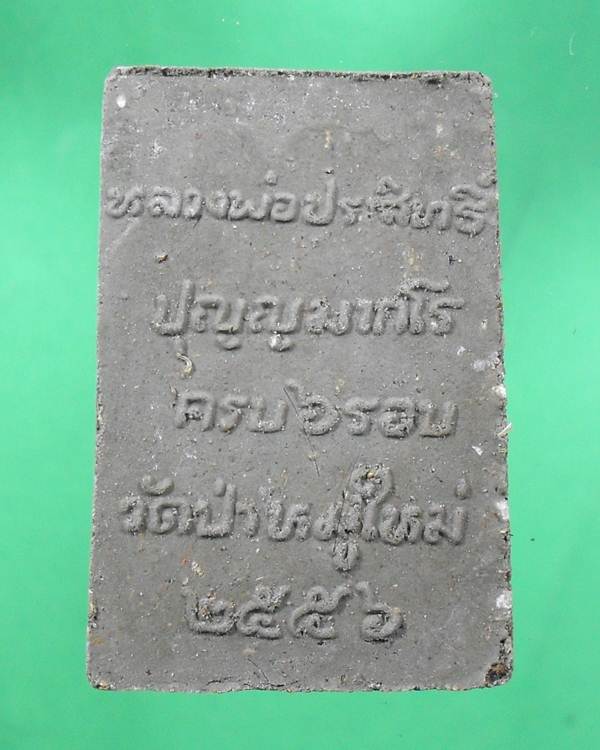 หลวงพ่อประสิทธิ์
ปุญญมากโร
ครบ ๖ รอบ
วัดป่าหมู่ใหม่
๒๕๕๖